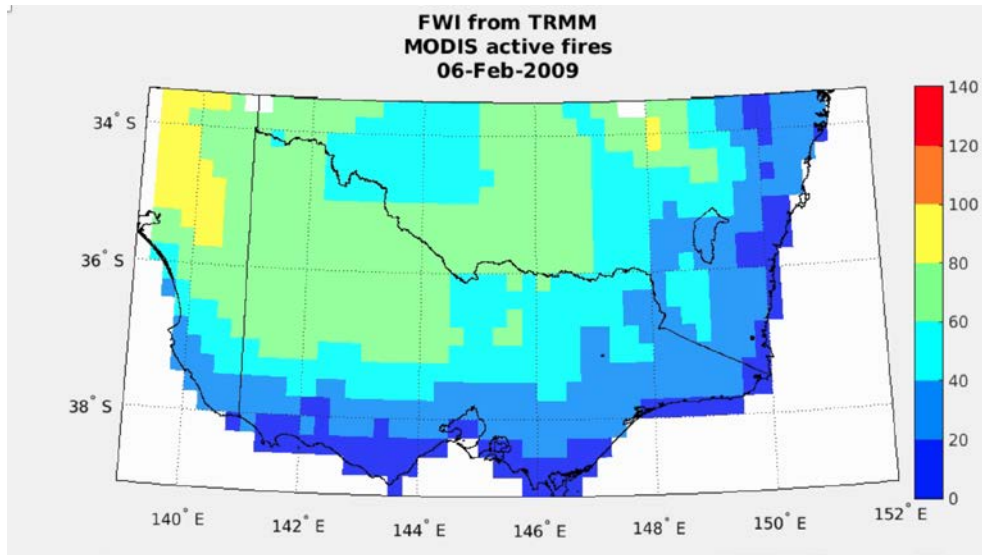 FWI from TRMM
MODIS active fires
06-Feb-2009
34° S
36° S
38° S
140° E
142° E
144° E
146° E
148° E
150° E
152° E
140
120
100
80
60
40
20
0